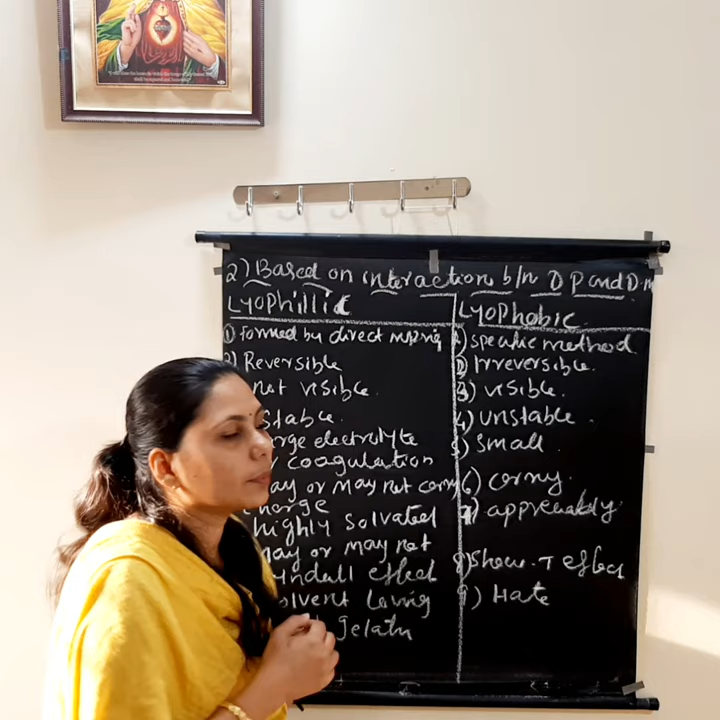 2) Based on interaction b/n D P and D.m
Lyophillic
① Formed by direct mixing
2) Reversible
not visible.
stable.
large electrolyte
coagulation
may or may not carry
charge
highly solvated
may or may not
Tyndall effect
solvent loving
gelatin
Lyophobic
specific method
2) Irreversible.
3) visible.
4) unstable.
5) small
6) carry.
7) appreciably
8) Show. T effect
9) Hate